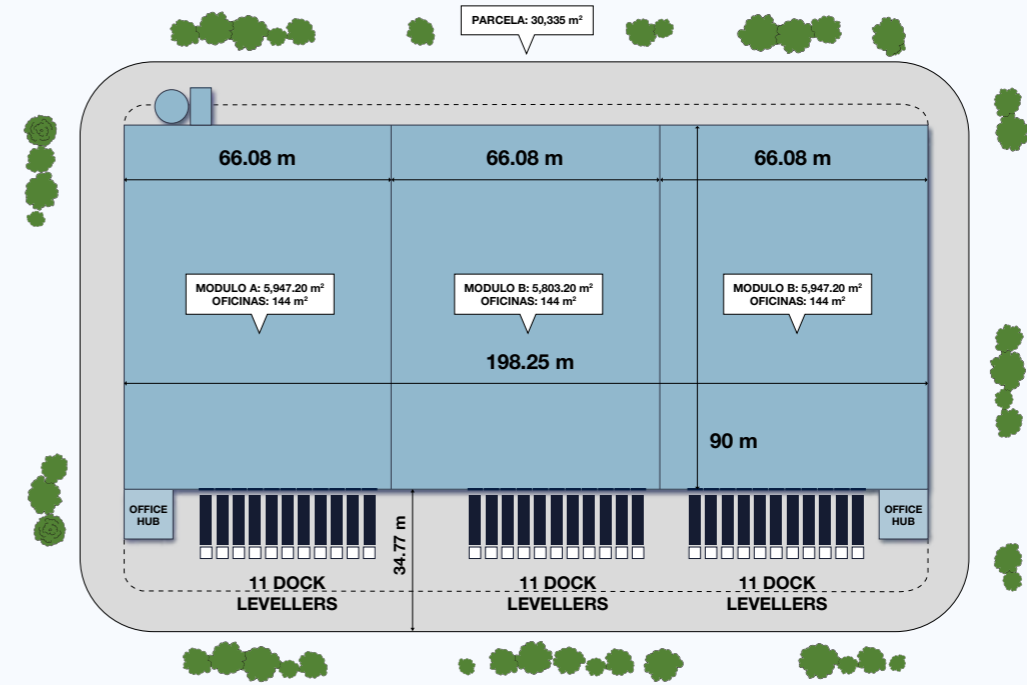 PARCELA: 30,335 m²
66.08 m
66.08 m
66.08 m
MODULO A: 5,947.20 m²
OFICINAS: 144 m²
MODULO B: 5,803.20 m²
OFICINAS: 144 m²
MODULO B: 5,947.20 m²
OFICINAS: 144 m²
198.25 m
90 m
OFFICE
HUB
34.77 m
OFFICE
HUB
11 DOCK
LEVELLERS
11 DOCK
LEVELLERS
11 DOCK
LEVELLERS